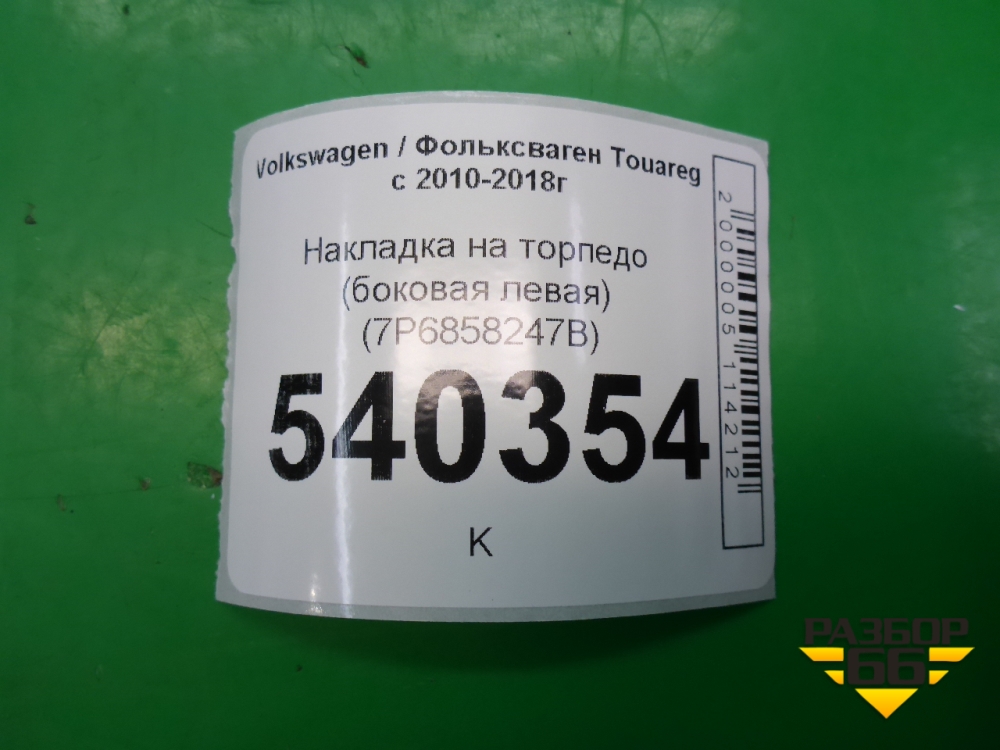 Volkswagen / Фольксваген Touareg
с 2010-2018г
Накладка на торпедо
(боковая левая)
(7P6858247B)
540354
К
2000005114212
РАЗБОР
66